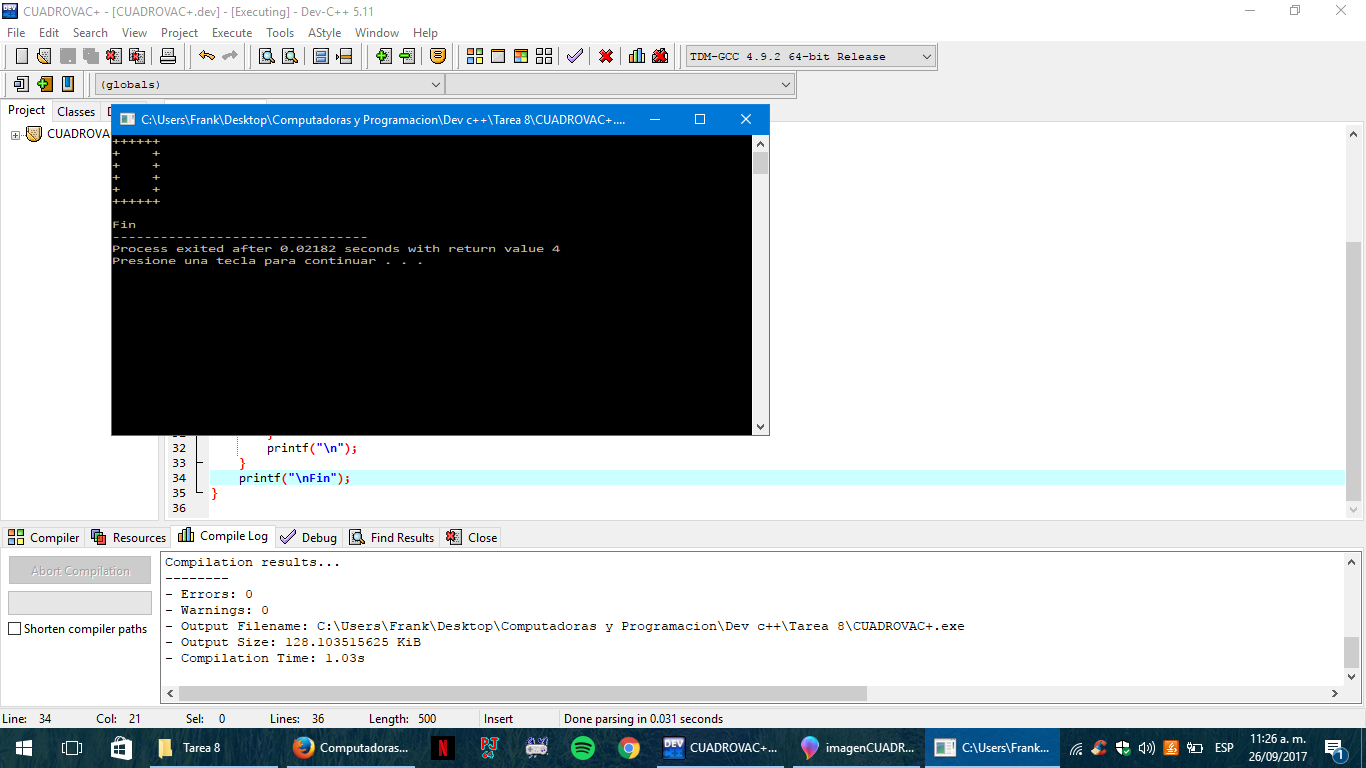 CUADROVAC+ - [CUADROVAC+.dev] - [Executing] - Dev-C++ 5.11
File Edit Search View Project Execute Tools AStyle Window Help
TDM-GCC 4.9.2 64-bit Release
(globals)
Project Classes
CUADROVA
C:\Users\Frank\Desktop\Computadoras y Programacion\Dev c++\Tarea 8\CUADROVAC+....
++++++
+    +
+    +
+    +
+    +
++++++
Fin
--------------------------------
Process exited after 0.02182 seconds with return value 4
Presione una tecla para continuar . . .
}
32 printf("\n");
33 }
34 printf("\nFin");
35 }
36
Compiler Resources Compile Log Debug Find Results Close
Abort Compilation
Shorten compiler paths
Compilation results...
--------
- Errors: 0
- Warnings: 0
- Output Filename: C:\Users\Frank\Desktop\Computadoras y Programacion\Dev c++\Tarea 8\CUADROVAC+.exe
- Output Size: 128.103515625 KiB
- Compilation Time: 1.03s
Line: 34 Col: 21 Sel: 0 Lines: 36 Length: 500 Insert Done parsing in 0.031 seconds
Tarea 8 Computadoras... N PJT 64 DEV CUADROVAC+... imagenCUADR... C:\Users\Frank... ESP 11:26 a. m.
26/09/2017 1